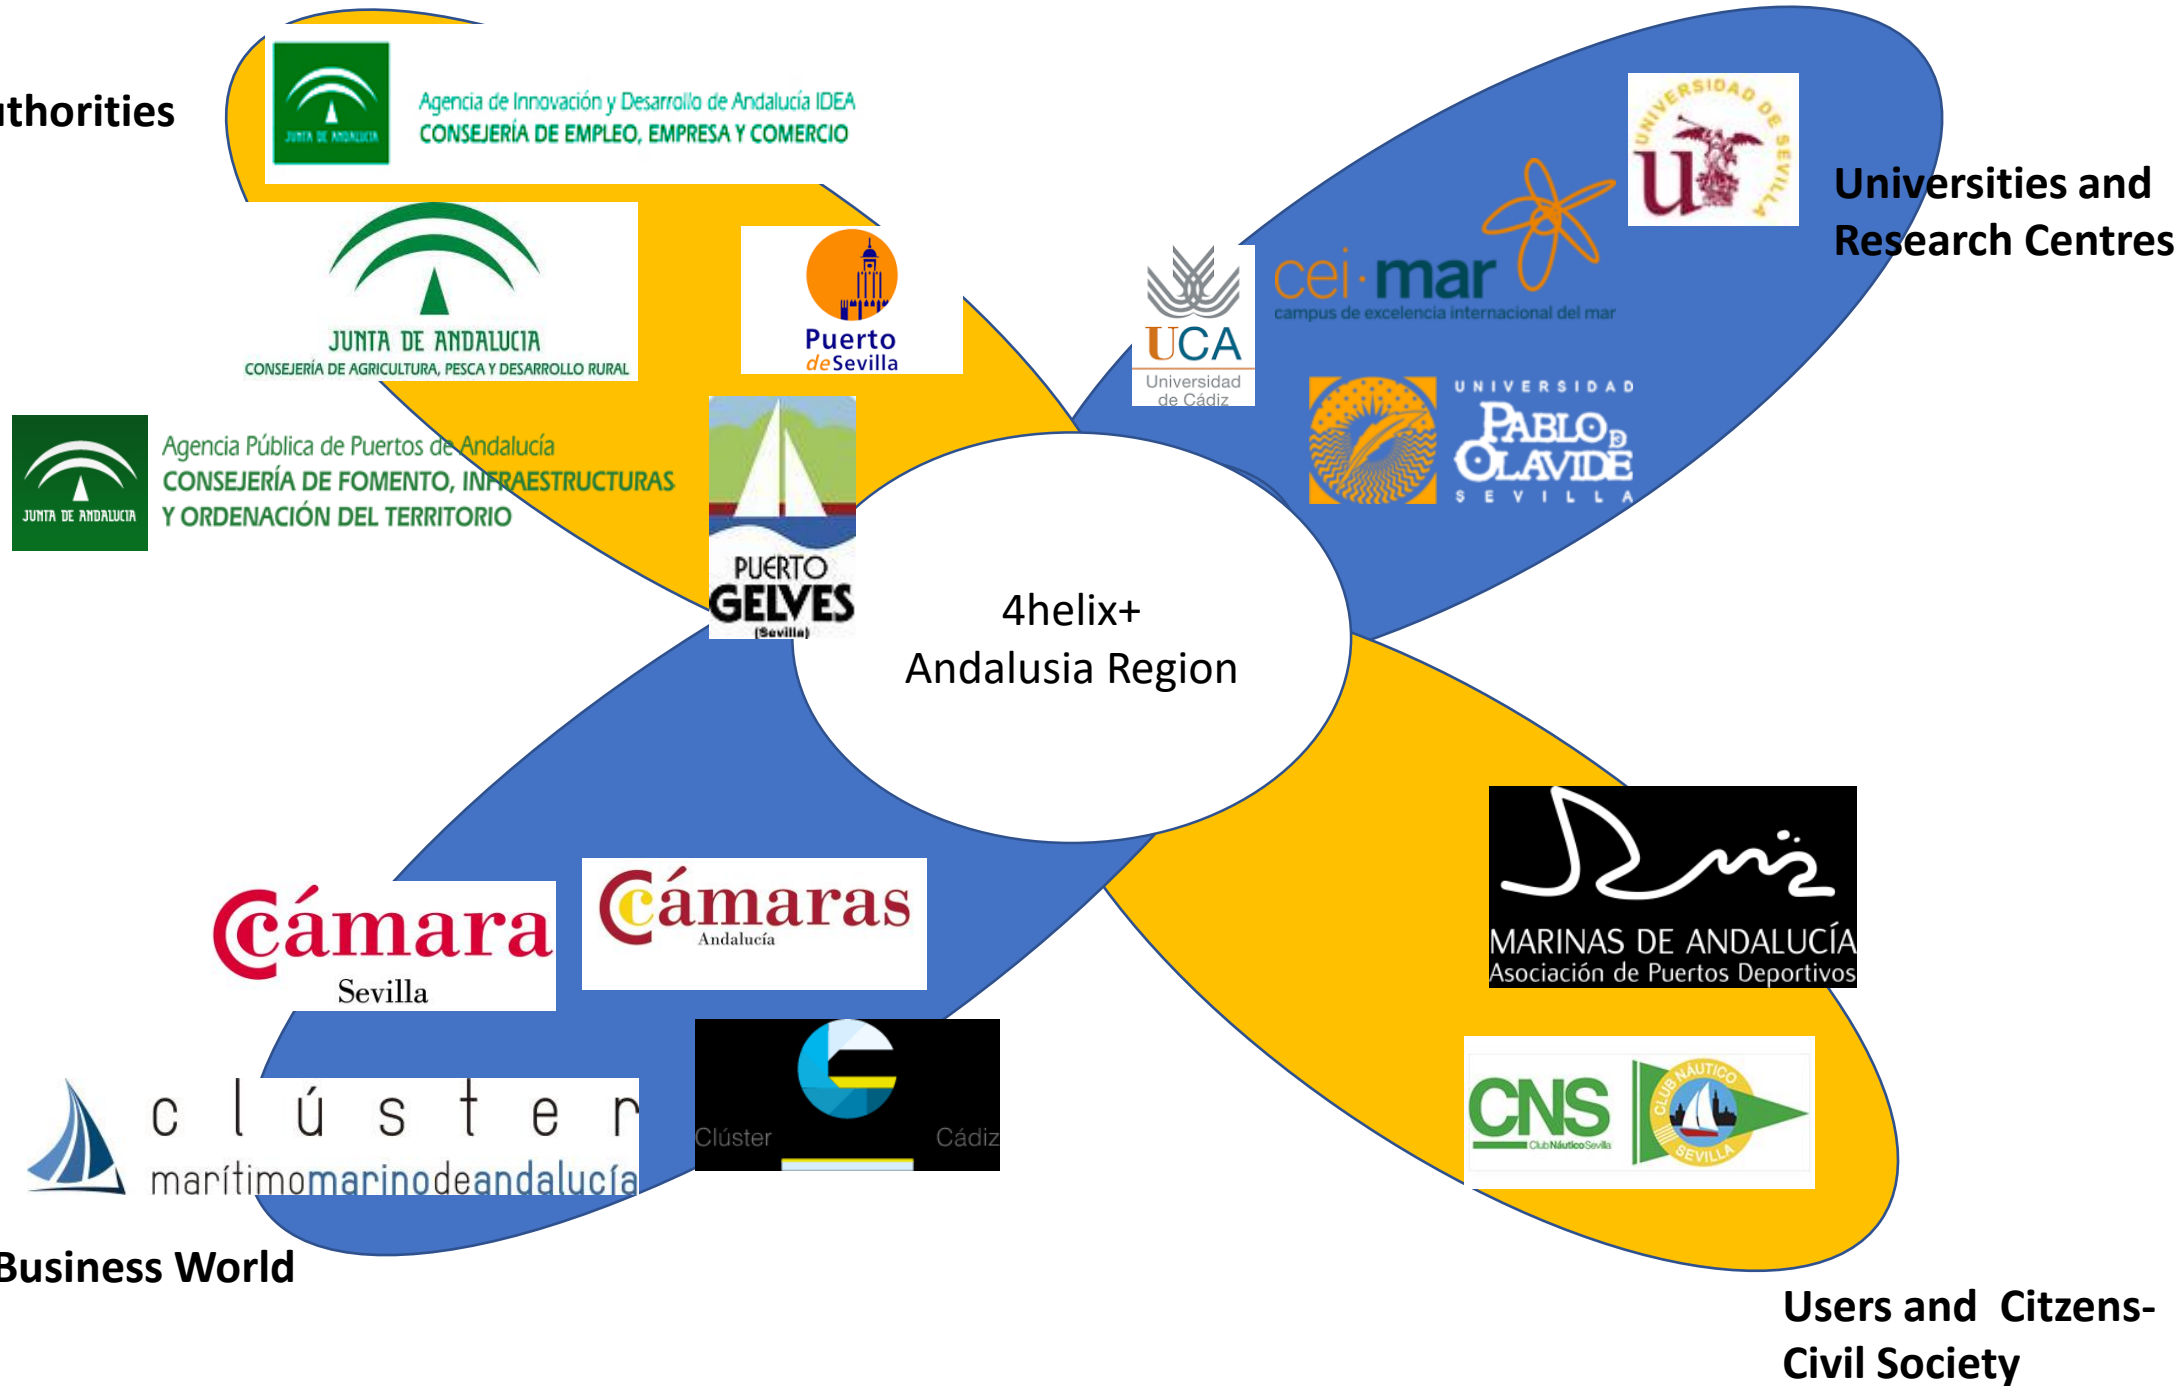 uthorities
JUNTA DE ANDALUCIA
Agencia de Innovación y Desarrollo de Andalucía IDEA
CONSEJERÍA DE EMPLEO, EMPRESA Y COMERCIO
JUNTA DE ANDALUCIA
CONSEJERÍA DE AGRICULTURA, PESCA Y DESARROLLO RURAL
Puerto
de Sevilla
JUNTA DE ANDALUCIA
Agencia Pública de Puertos de Andalucía
CONSEJERÍA DE FOMENTO, INFRAESTRUCTURAS
Y ORDENACIÓN DEL TERRITORIO
PUERTO
GELVES
(Sevilla)
UNIVERSIDAD DE SEVILLA
U
Universities and
Research Centres
UCA
Universidad
de Cádiz
cei·mar
campus de excelencia internacional del mar
UNIVERSIDAD
PABLO DE
OLAVIDE
SEVILLA
4helix+
Andalusia Region
Cámara
Sevilla
Cámaras
Andalucía
clúster
marítimomarinodeandalucía
Clúster Cádiz
Business World
MARINAS DE ANDALUCÍA
Asociación de Puertos Deportivos
CNS
Club Náutico Sevilla
CLUB NÁUTICO
SEVILLA
Users and  Citzens-
Civil Society